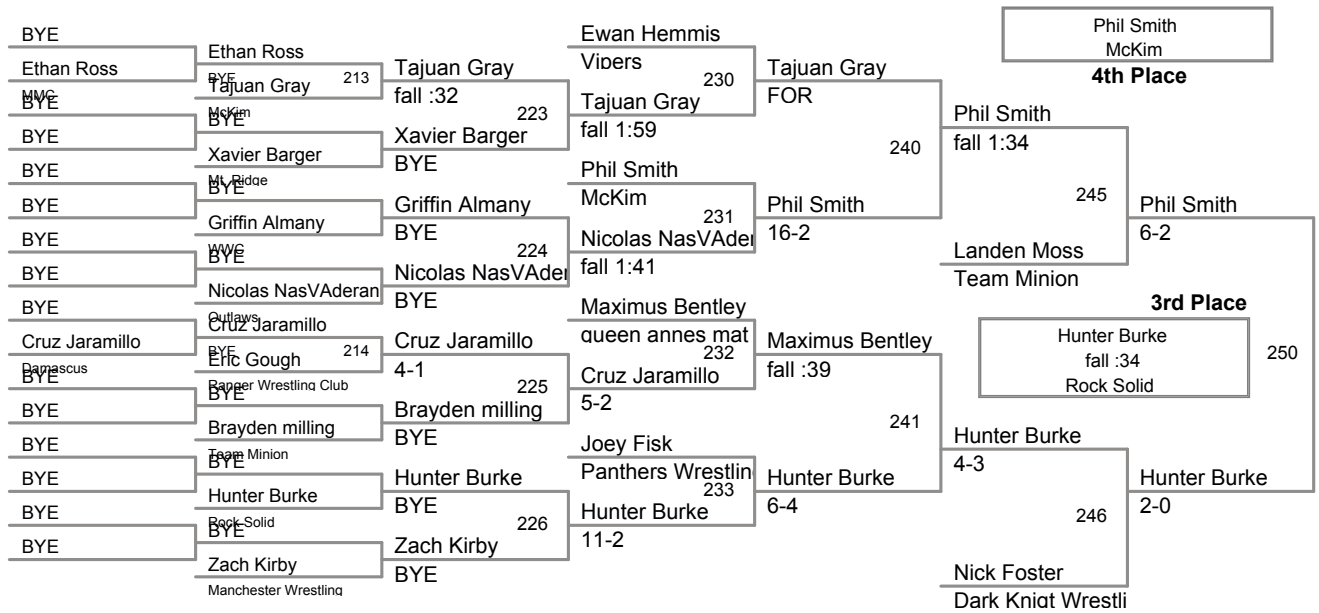 BYE
Ethan Ross
MMC
BYE
BYE
BYE
BYE
BYE
BYE
BYE
Cruz Jaramillo
Damascus
BYE
BYE
BYE
BYE
BYE
BYE
Ethan Ross
BYE
213
Tajuan Gray
McKim
BYE
Xavier Barger
Mt. Ridge
BYE
Griffin Almany
WWC
BYE
Nicolas NasVAderan
Outlaws
Cruz Jaramillo
BYE
214
Eric Gough
Ranger Wrestling Club
BYE
Brayden milling
Team Minion
BYE
Hunter Burke
Rock Solid
BYE
Zach Kirby
Manchester Wrestling
Tajuan Gray
fall :32
223
Xavier Barger
BYE
Griffin Almany
BYE
224
Nicolas NasVAder
BYE
Cruz Jaramillo
4-1
225
Brayden milling
BYE
Hunter Burke
BYE
226
Zach Kirby
BYE
Ewan Hemmis
Vipers
230
Tajuan Gray
fall 1:59
Phil Smith
McKim
231
Nicolas NasVAder
fall 1:41
Maximus Bentley
queen annes mat
232
Cruz Jaramillo
5-2
Joey Fisk
Panthers Wrestlin
233
Hunter Burke
11-2
Tajuan Gray
FOR
240
Phil Smith
16-2
Maximus Bentley
fall :39
241
Hunter Burke
6-4
Phil Smith
fall 1:34
245
Landen Moss
Team Minion
Hunter Burke
4-3
246
Nick Foster
Dark Knigt Wrestli
Phil Smith
6-2
250
Hunter Burke
2-0
Phil Smith
McKim
4th Place
3rd Place
Hunter Burke
fall :34
Rock Solid